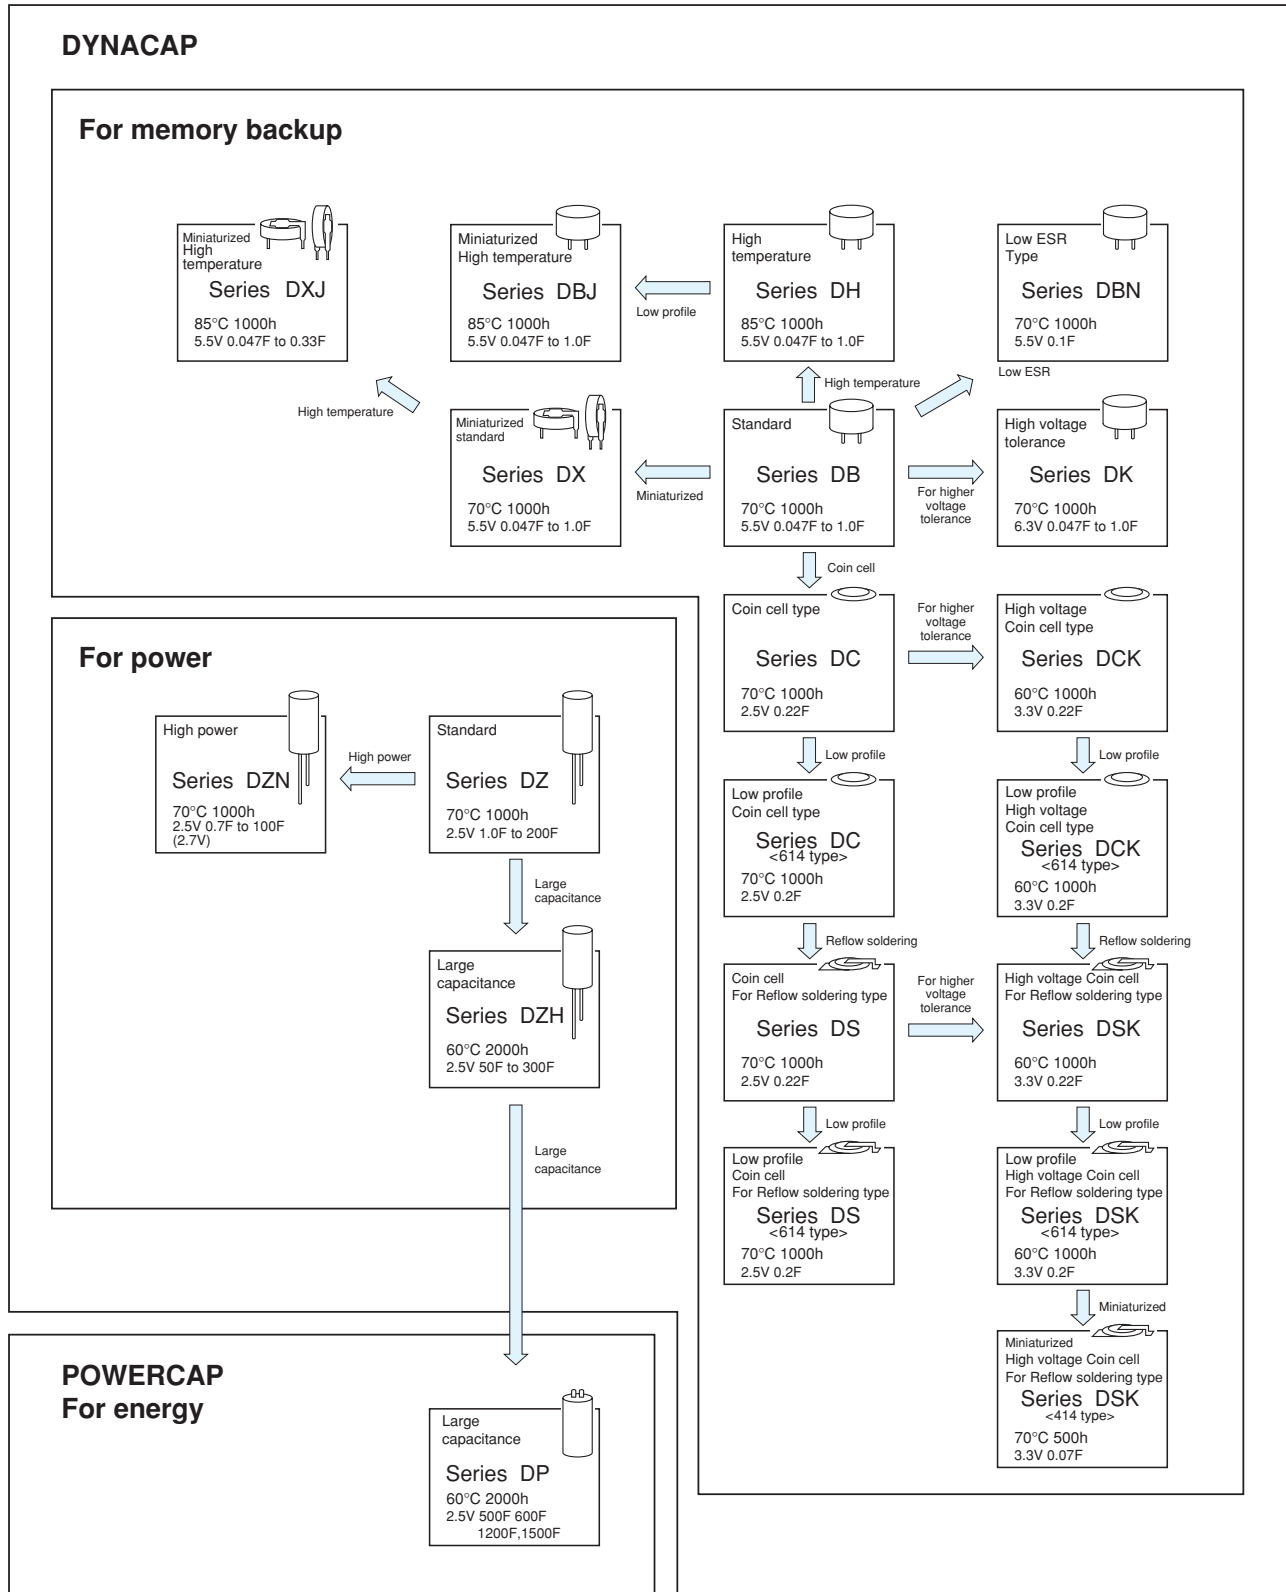 DYNACAP
For memory backup
Miniaturized
High
temperature
Series DXJ
85°C 1000h
5.5V 0.047F to 0.33F
Miniaturized
High temperature
Series DBJ
85°C 1000h
5.5V 0.047F to 1.0F
Low profile
High
temperature
Series DH
85°C 1000h
5.5V 0.047F to 1.0F
Low ESR
Type
Series DBN
70°C 1000h
5.5V 0.1F
Low ESR
High temperature
High temperature
Miniaturized
standard
Series DX
70°C 1000h
5.5V 0.047F to 1.0F
Miniaturized
Standard
Series DB
70°C 1000h
5.5V 0.047F to 1.0F
For higher
voltage
tolerance
High voltage
tolerance
Series DK
70°C 1000h
6.3V 0.047F to 1.0F
Coin cell
Coin cell type
Series DC
70°C 1000h
2.5V 0.22F
For higher
voltage
tolerance
High voltage
Coin cell type
Series DCK
60°C 1000h
3.3V 0.22F
Low profile
Low profile
Low profile
Coin cell type
Series DC
<614 type>
70°C 1000h
2.5V 0.2F
Low profile
High voltage
Coin cell type
Series DCK
<614 type>
60°C 1000h
3.3V 0.2F
Reflow soldering
Reflow soldering
Coin cell
For Reflow soldering type
Series DS
70°C 1000h
2.5V 0.22F
For higher
voltage
tolerance
High voltage Coin cell
For Reflow soldering type
Series DSK
60°C 1000h
3.3V 0.22F
Low profile
Low profile
Low profile
Coin cell
For Reflow soldering type
Series DS
<614 type>
70°C 1000h
2.5V 0.2F
Low profile
High voltage Coin cell
For Reflow soldering type
Series DSK
<614 type>
60°C 1000h
3.3V 0.2F
Miniaturized
Miniaturized
High voltage Coin cell
For Reflow soldering type
Series DSK
<414 type>
70°C 500h
3.3V 0.07F
For power
High power
Series DZN
70°C 1000h
2.5V 0.7F to 100F
(2.7V)
High power
Standard
Series DZ
70°C 1000h
2.5V 1.0F to 200F
Large
capacitance
Large
capacitance
Series DZH
60°C 2000h
2.5V 50F to 300F
Large
capacitance
POWERCAP
For energy
Large
capacitance
Series DP
60°C 2000h
2.5V 500F 600F
1200F,1500F